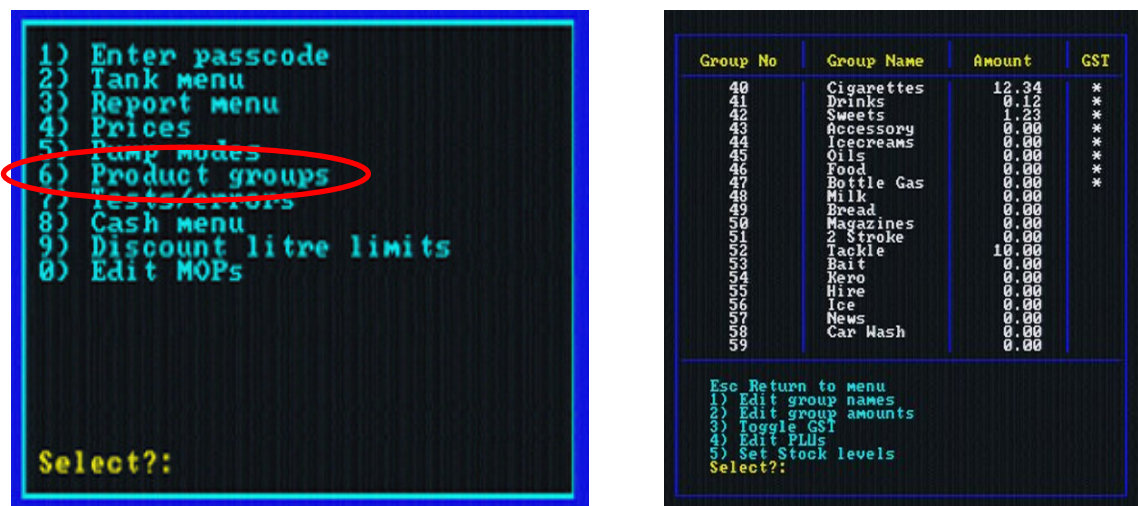 1) Enter passcode
2) Tank menu
3) Report menu
4) Prices
5) Pump modes
6) Product groups
7) Tests/errors
8) Cash menu
9) Discount litre limits
0) Edit MOPs
Select?:
Group No Group Name Amount GST
40 Cigarettes 12.34 *
41 Drinks 0.12 *
42 Sweets 1.23 *
43 Accessory 0.00 *
44 Icecreams 0.00 *
45 Oils 0.00 *
46 Food 0.00 *
47 Bottle Gas 0.00 *
48 Milk 0.00
49 Bread 0.00
50 Magazines 0.00
51 2 Stroke 0.00
52 Tackle 10.00
53 Bait 0.00
54 Kero 0.00
55 Hire 0.00
56 Ice 0.00
57 News 0.00
58 Car Wash 0.00
59 0.00
Esc Return to menu
1) Edit group names
2) Edit group amounts
3) Toggle GST
4) Edit PLUs
5) Set Stock levels
Select?: